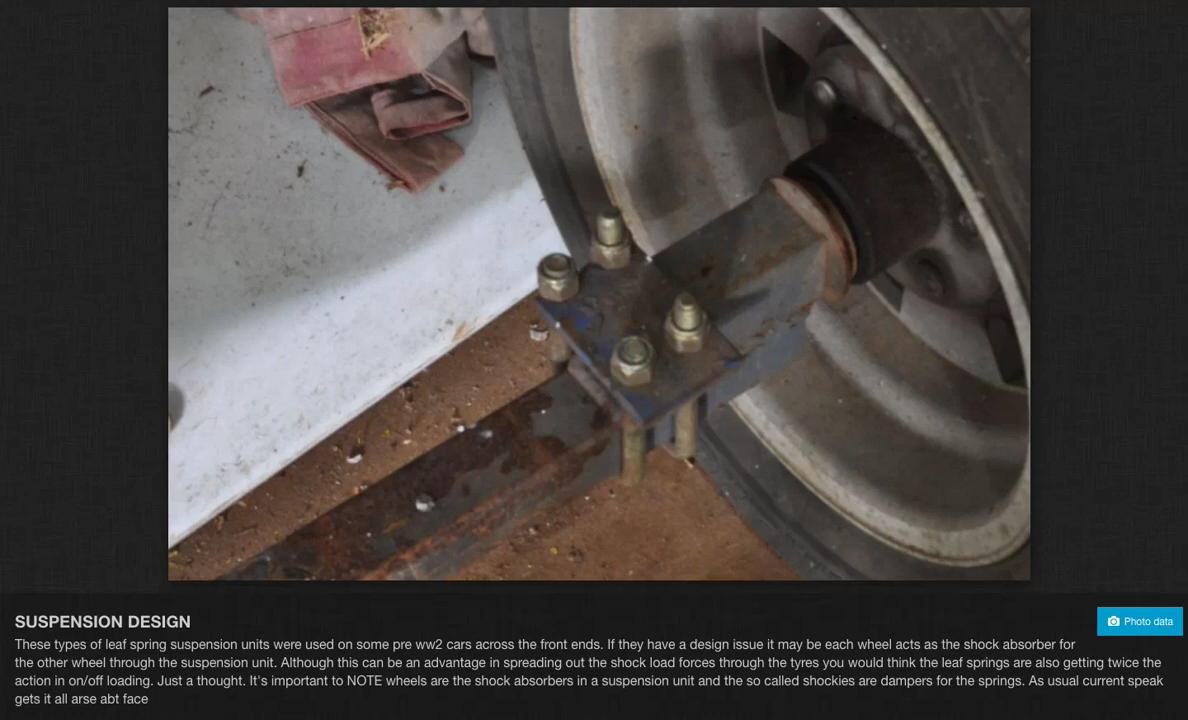 SUSPENSION DESIGN
Photo data
These types of leaf spring suspension units were used on some pre ww2 cars across the front ends. If they have a design issue it may be each wheel acts as the shock absorber for
the other wheel through the suspension unit. Although this can be an advantage in spreading out the shock load forces through the tyres you would think the leaf springs are also getting twice the
action in on/off loading. Just a thought. It's important to NOTE wheels are the shock absorbers in a suspension unit and the so called shockies are dampers for the springs. As usual current speak
gets it all arse abt face